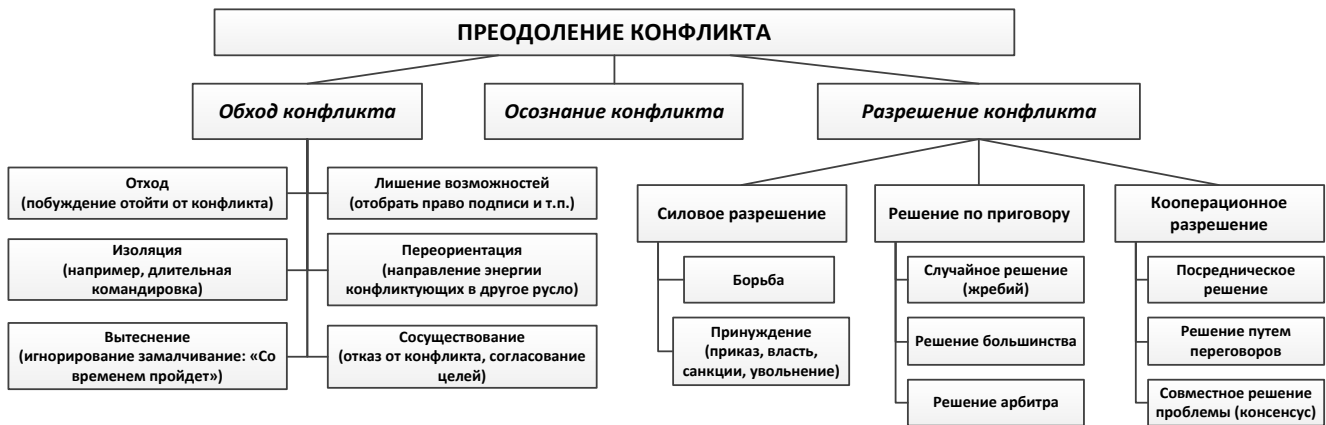 ПРЕОДОЛЕНИЕ КОНФЛИКТА
Обход конфликта
Осознание конфликта
Разрешение конфликта
Отход
(побуждение отойти от конфликта)
Лишение возможностей
(отобрать право подписи и т.п.)
Изоляция
(например, длительная
командировка)
Переориентация
(направление энергии
конфликтующих в другое русло)
Вытеснение
(игнорирование замалчивание: «Со
временем пройдет»)
Сосуществование
(отказ от конфликта, согласование
целей)
Силовое разрешение
Борьба
Принуждение
(приказ, власть,
санкции, увольнение)
Решение по приговору
Случайное решение
(жребий)
Решение большинства
Решение арбитра
Кооперационное
разрешение
Посредническое
решение
Решение путем
переговоров
Совместное решение
проблемы (консенсус)